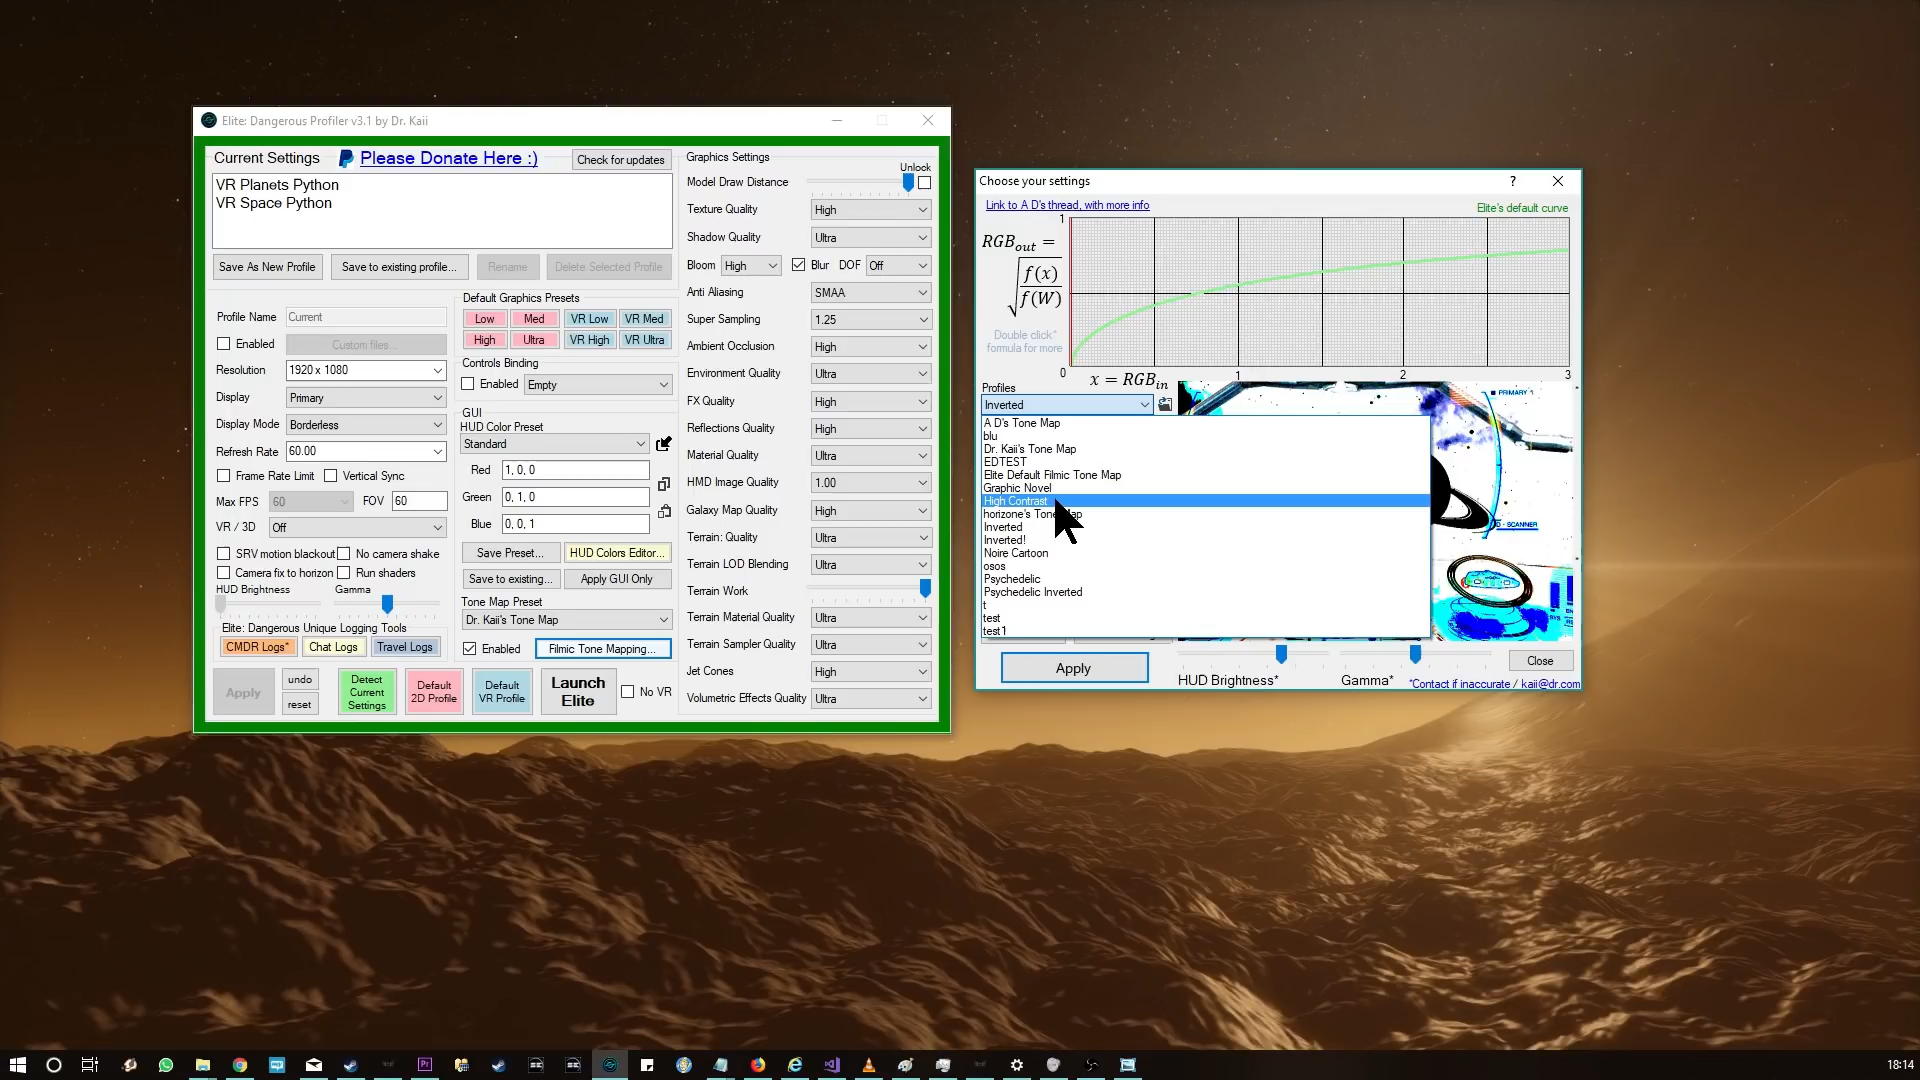 Elite: Dangerous Profiler v3.1 by Dr. Kaii
Current Settings
Please Donate Here :)
Check for updates
VR Planets Python
VR Space Python
Save As New Profile
Save to existing profile...
Rename
Delete Selected Profile
Profile Name
Current
Enabled
Custom files...
Resolution
1920 x 1080
Display
Primary
Display Mode
Borderless
Refresh Rate
60.00
Frame Rate Limit
Vertical Sync
Max FPS
60
FOV
60
VR / 3D
Off
SRV motion blackout
No camera shake
Camera fix to horizon
Run shaders
HUD Brightness
Gamma
Elite: Dangerous Unique Logging Tools
CMDR Logs*
Chat Logs
Travel Logs
Apply
undo
reset
Detect Current Settings
Default 2D Profile
Default VR Profile
Launch Elite
No VR
Default Graphics Presets
Low
Med
VR Low
VR Med
High
Ultra
VR High
VR Ultra
Controls Binding
Enabled
Empty
GUI
HUD Color Preset
Standard
Red
1, 0, 0
Green
0, 1, 0
Blue
0, 0, 1
Save Preset...
HUD Colors Editor...
Save to existing...
Apply GUI Only
Tone Map Preset
Dr. Kaii's Tone Map
Enabled
Filmic Tone Mapping...
Graphics Settings
Unlock
Model Draw Distance
Texture Quality
High
Shadow Quality
Ultra
Bloom
High
Blur
DOF
Off
Anti Aliasing
SMAA
Super Sampling
1.25
Ambient Occlusion
High
Environment Quality
Ultra
FX Quality
High
Reflections Quality
High
Material Quality
Ultra
HMD Image Quality
1.00
Galaxy Map Quality
High
Terrain: Quality
Ultra
Terrain LOD Blending
Ultra
Terrain Work
Terrain Material Quality
Ultra
Terrain Sampler Quality
Ultra
Jet Cones
High
Volumetric Effects Quality
Ultra
Choose your settings
?
Link to A D's thread, with more info
Elite's default curve
1
RGBout =
√ f(x) / f(W)
Double click*
formula for more
0
1
2
3
x = RGBin
Profiles
Inverted
A D's Tone Map
blu
Dr. Kaii's Tone Map
EDTEST
Elite Default Filmic Tone Map
Graphic Novel
High Contrast
horizone's Tone Map
Inverted
Inverted!
Noire Cartoon
osos
Psychedelic
Psychedelic Inverted
t
test
test1
PRIMARY 1
SCANNER
Apply
HUD Brightness*
Gamma*
Close
*Contact if inaccurate / kaii@dr.com
18:14